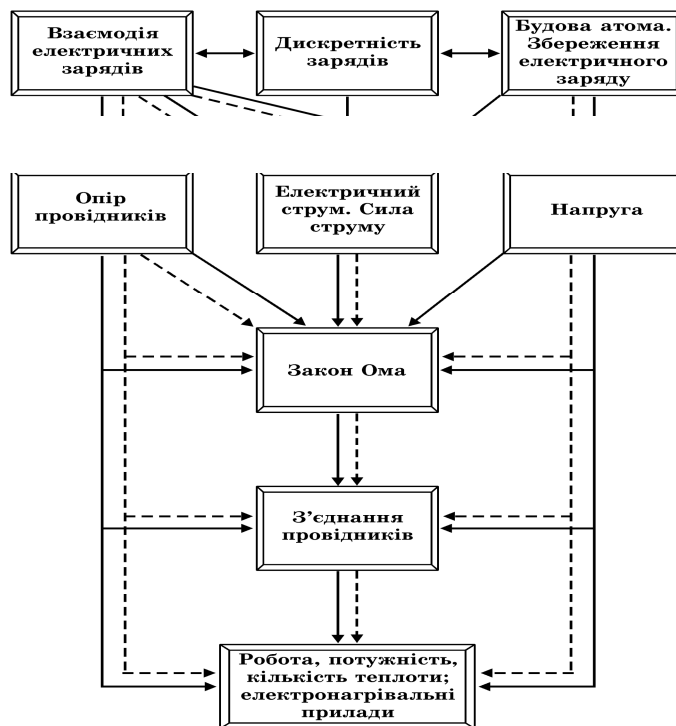 Взаємодія
електричних
зарядів
Дискретність
зарядів
Будова атома.
Збереження
електричного
заряду
Опір
провідників
Електричний
струм. Сила
струму
Напруга
Закон Ома
З’єднання
провідників
Робота, потужність,
кількість теплоти;
електронагрівальні
прилади